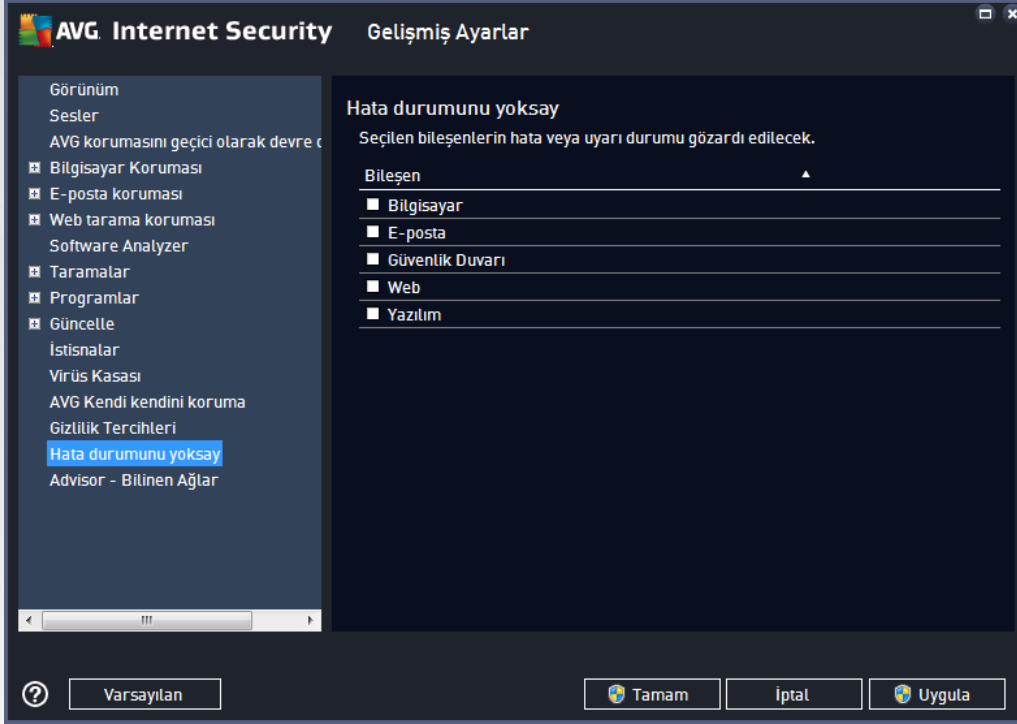 AVG. Internet Security Gelişmiş Ayarlar
Görünüm
Sesler
AVG korumasını geçici olarak devre
Bilgisayar Koruması
E-posta koruması
Web tarama koruması
Software Analyzer
Taramalar
Programlar
Güncelle
İstisnalar
Virüs Kasası
AVG Kendi kendini koruma
Gizlilik Tercihleri
Hata durumunu yoksay
Advisor - Bilinen Ağlar
Hata durumunu yoksay
Seçilen bileşenlerin hata veya uyarı durumu gözardı edilecek.
Bileşen
Bilgisayar
E-posta
Güvenlik Duvarı
Web
Yazılım
Varsayılan
Tamam
İptal
Uygula